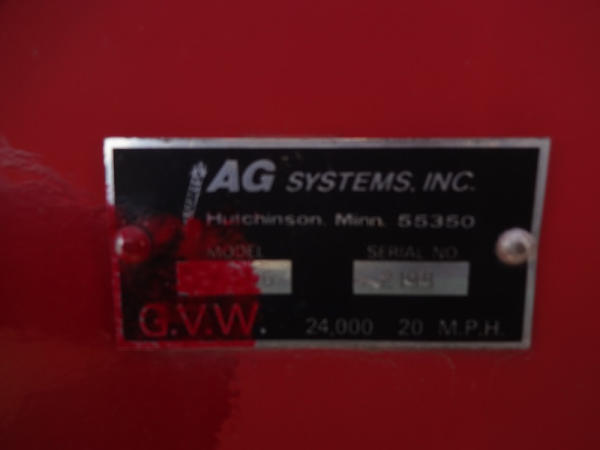 AG SYSTEMS, INC.
Hutchinson, Minn. 55350
MODEL SERIAL NO.
G.V.W. 24,000 20 M.P.H.